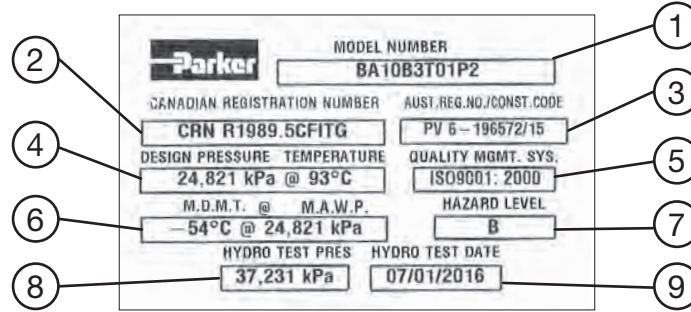 1
MODEL NUMBER
Parker
BA10B3T01P2
2
CANADIAN REGISTRATION NUMBER AUST.REG.NO./CONST.CODE
3
CRN R1989.5CFITG PV 6-196572/15
4
DESIGN PRESSURE TEMPERATURE QUALITY MGMT. SYS.
5
24,821 kPa @ 93°C ISO9001: 2000
6
M.D.M.T. @ M.A.W.P. HAZARD LEVEL
7
-54°C @ 24,821 kPa B
HYDRO TEST PRES HYDRO TEST DATE
8
37,231 kPa 07/01/2016
9